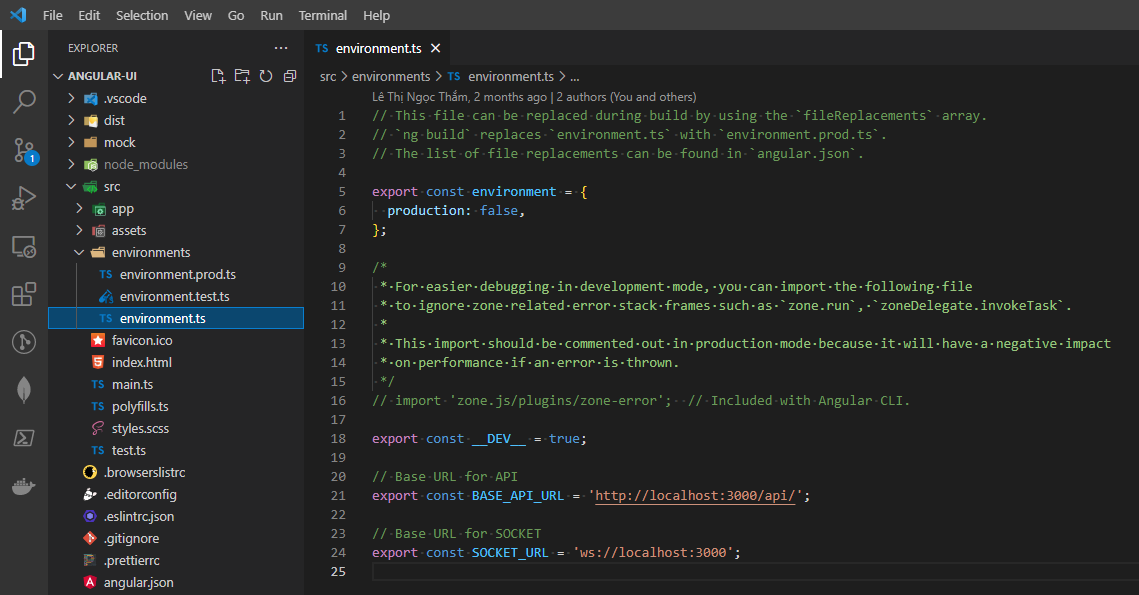 File Edit Selection View Go Run Terminal Help
EXPLORER ...
ANGULAR-UI
.vscode
dist
mock
node_modules
src
app
assets
environments
TS environment.prod.ts
environment.test.ts
TS environment.ts
favicon.ico
index.html
TS main.ts
TS polyfills.ts
styles.scss
TS test.ts
.browserslistrc
.editorconfig
.eslintrc.json
.gitignore
.prettierrc
angular.json
1
TS environment.ts
src > environments > TS environment.ts > ...
Lê Thị Ngọc Thắm, 2 months ago | 2 authors (You and others)
1 // This file can be replaced during build by using the `fileReplacements` array.
2 // `ng build` replaces `environment.ts` with `environment.prod.ts`.
3 // The list of file replacements can be found in `angular.json`.
4
5 export const environment = {
6 production: false,
7 };
8
9 /*
10 * For easier debugging in development mode, you can import the following file
11 * to ignore zone related error stack frames such as `zone.run`, `zoneDelegate.invokeTask`.
12 *
13 * This import should be commented out in production mode because it will have a negative impact
14 * on performance if an error is thrown.
15 */
16 // import 'zone.js/plugins/zone-error';  // Included with Angular CLI.
17
18 export const __DEV__ = true;
19
20 // Base URL for API
21 export const BASE_API_URL = 'http://localhost:3000/api/';
22
23 // Base URL for SOCKET
24 export const SOCKET_URL = 'ws://localhost:3000';
25